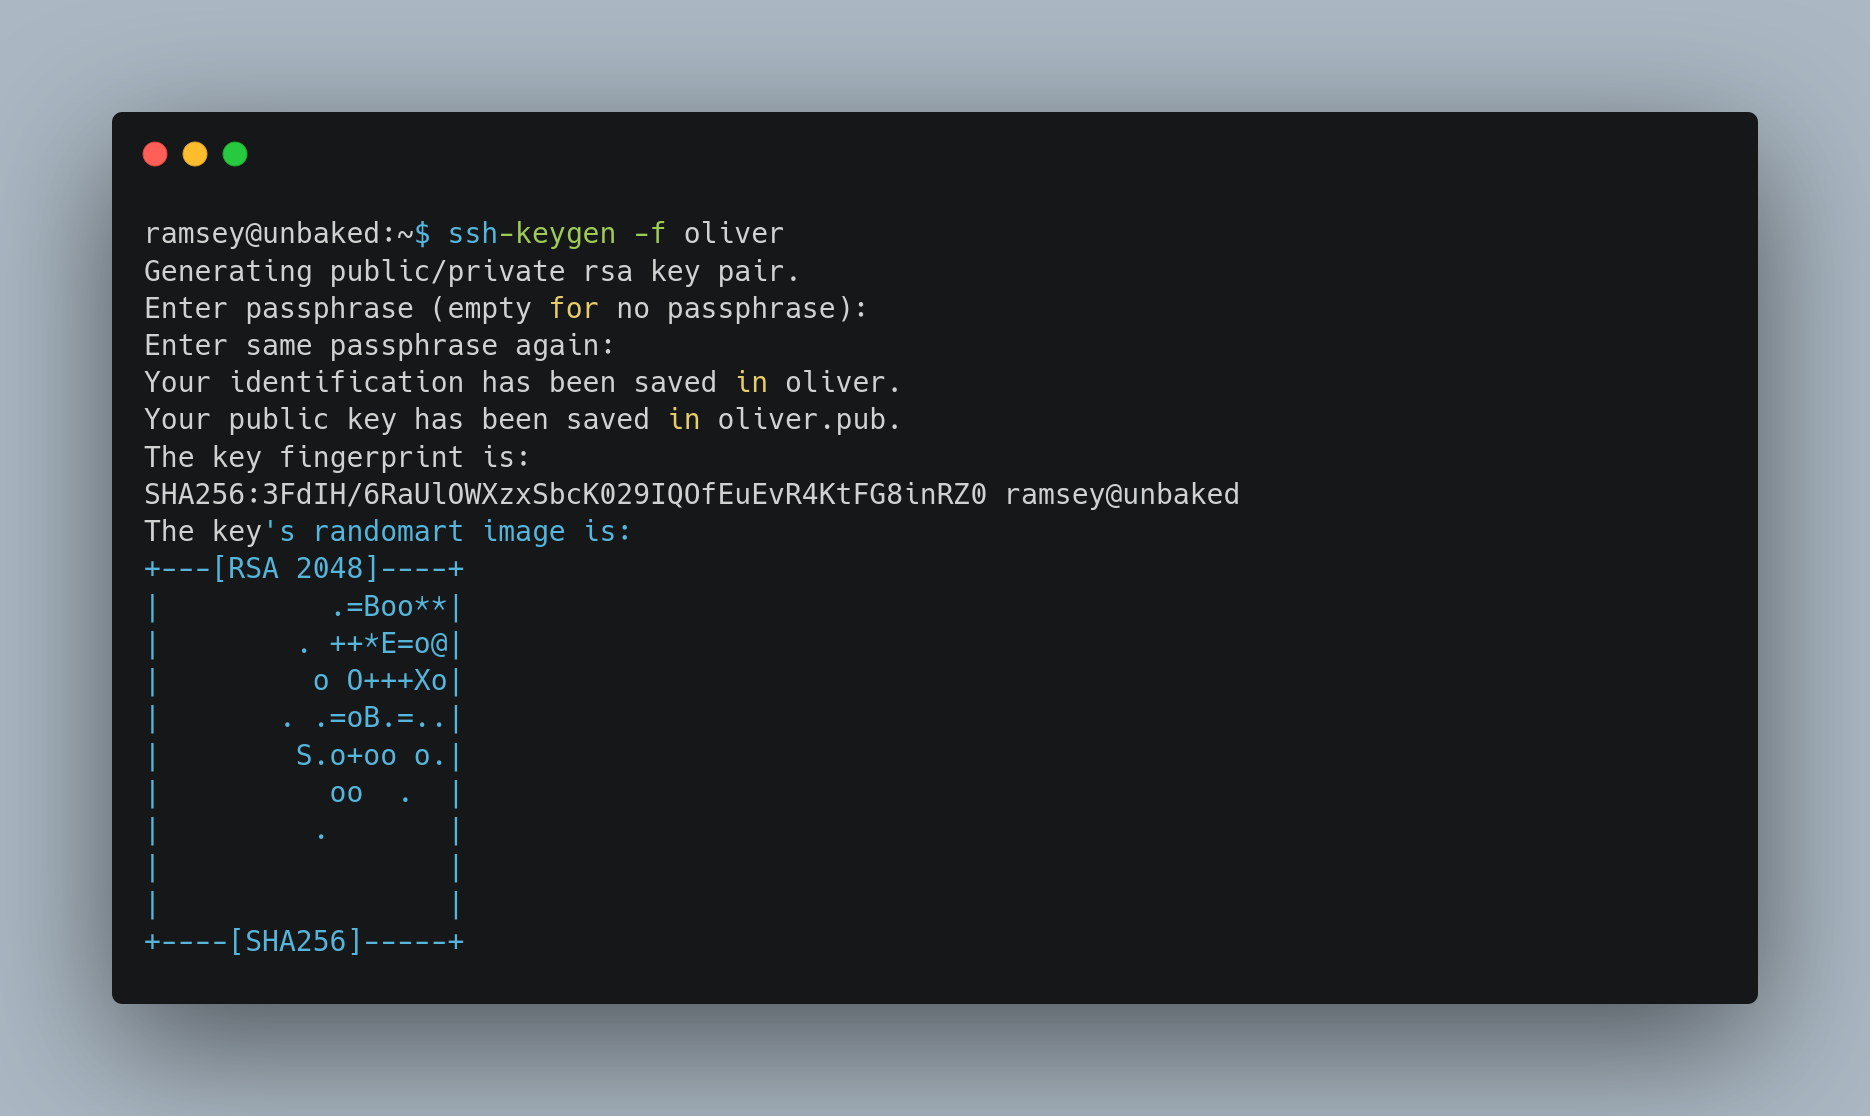 ramsey@unbaked:~$ ssh-keygen -f oliver
Generating public/private rsa key pair.
Enter passphrase (empty for no passphrase):
Enter same passphrase again:
Your identification has been saved in oliver.
Your public key has been saved in oliver.pub.
The key fingerprint is:
SHA256:3FdIH/6RaUlOWXzxSbcK029IQOfEuEvR4KtFG8inRZ0 ramsey@unbaked
The key's randomart image is:
+---[RSA 2048]----+
|          .=Boo**|
|        . ++*E=o@|
|         o O+++Xo|
|       . .=oB.=..|
|        S.o+oo o.|
|          oo  .  |
|         .       |
|                 |
|                 |
+----[SHA256]-----+